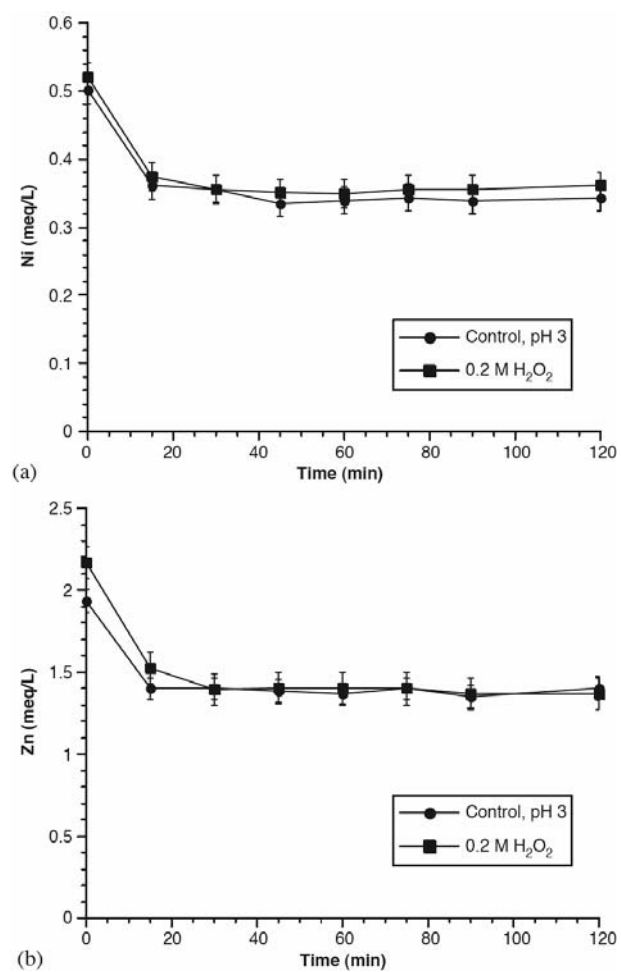 0.6
0.5
0.4
0.3
0.2
0.1
0
Ni (meq/L)
Control, pH 3
0.2 M H₂O₂
0 20 40 60 80 100 120
(a) Time (min)
2.5
2
1.5
1
0.5
0
Zn (meq/L)
Control, pH 3
0.2 M H₂O₂
0 20 40 60 80 100 120
(b) Time (min)